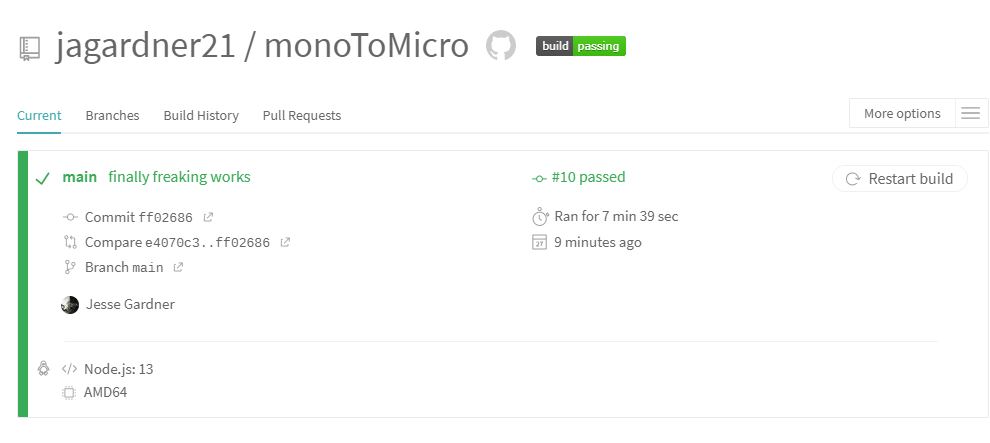 jagardner21 / monoToMicro build passing
Current Branches Build History Pull Requests More options
main finally freaking works #10 passed Restart build
Commit ff02686 Ran for 7 min 39 sec
Compare e4070c3..ff02686 27 9 minutes ago
Branch main
Jesse Gardner
Node.js: 13
AMD64